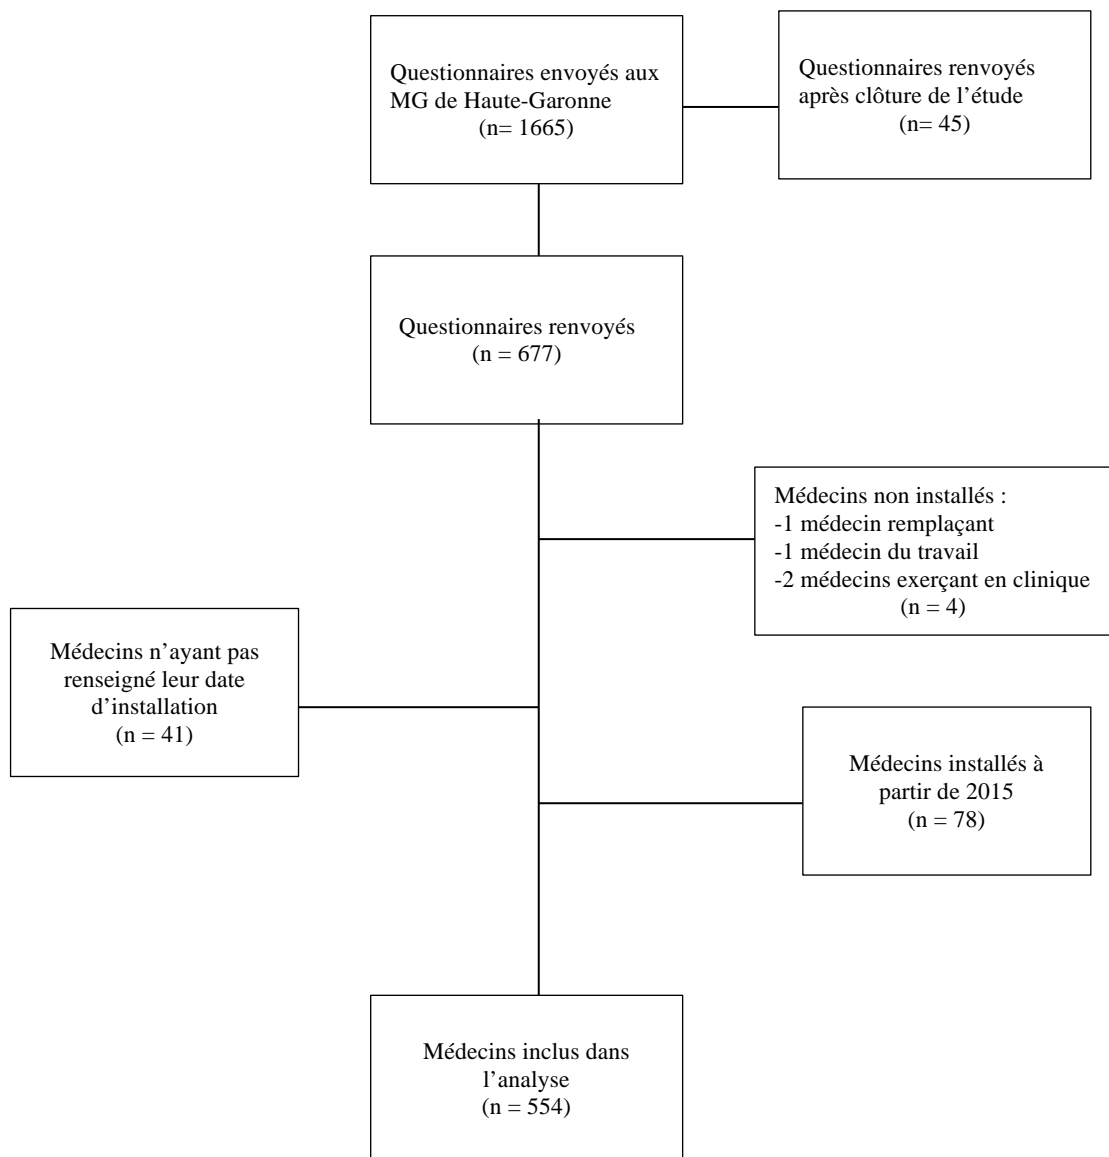 Questionnaires envoyés aux
MG de Haute-Garonne
(n= 1665)
Questionnaires renvoyés
après clôture de l’étude
(n= 45)
Questionnaires renvoyés
(n = 677)
Médecins non installés :
-1 médecin remplaçant
-1 médecin du travail
-2 médecins exerçant en clinique
(n = 4)
Médecins n’ayant pas
renseigné leur date
d’installation
(n = 41)
Médecins installés à
partir de 2015
(n = 78)
Médecins inclus dans
l’analyse
(n = 554)